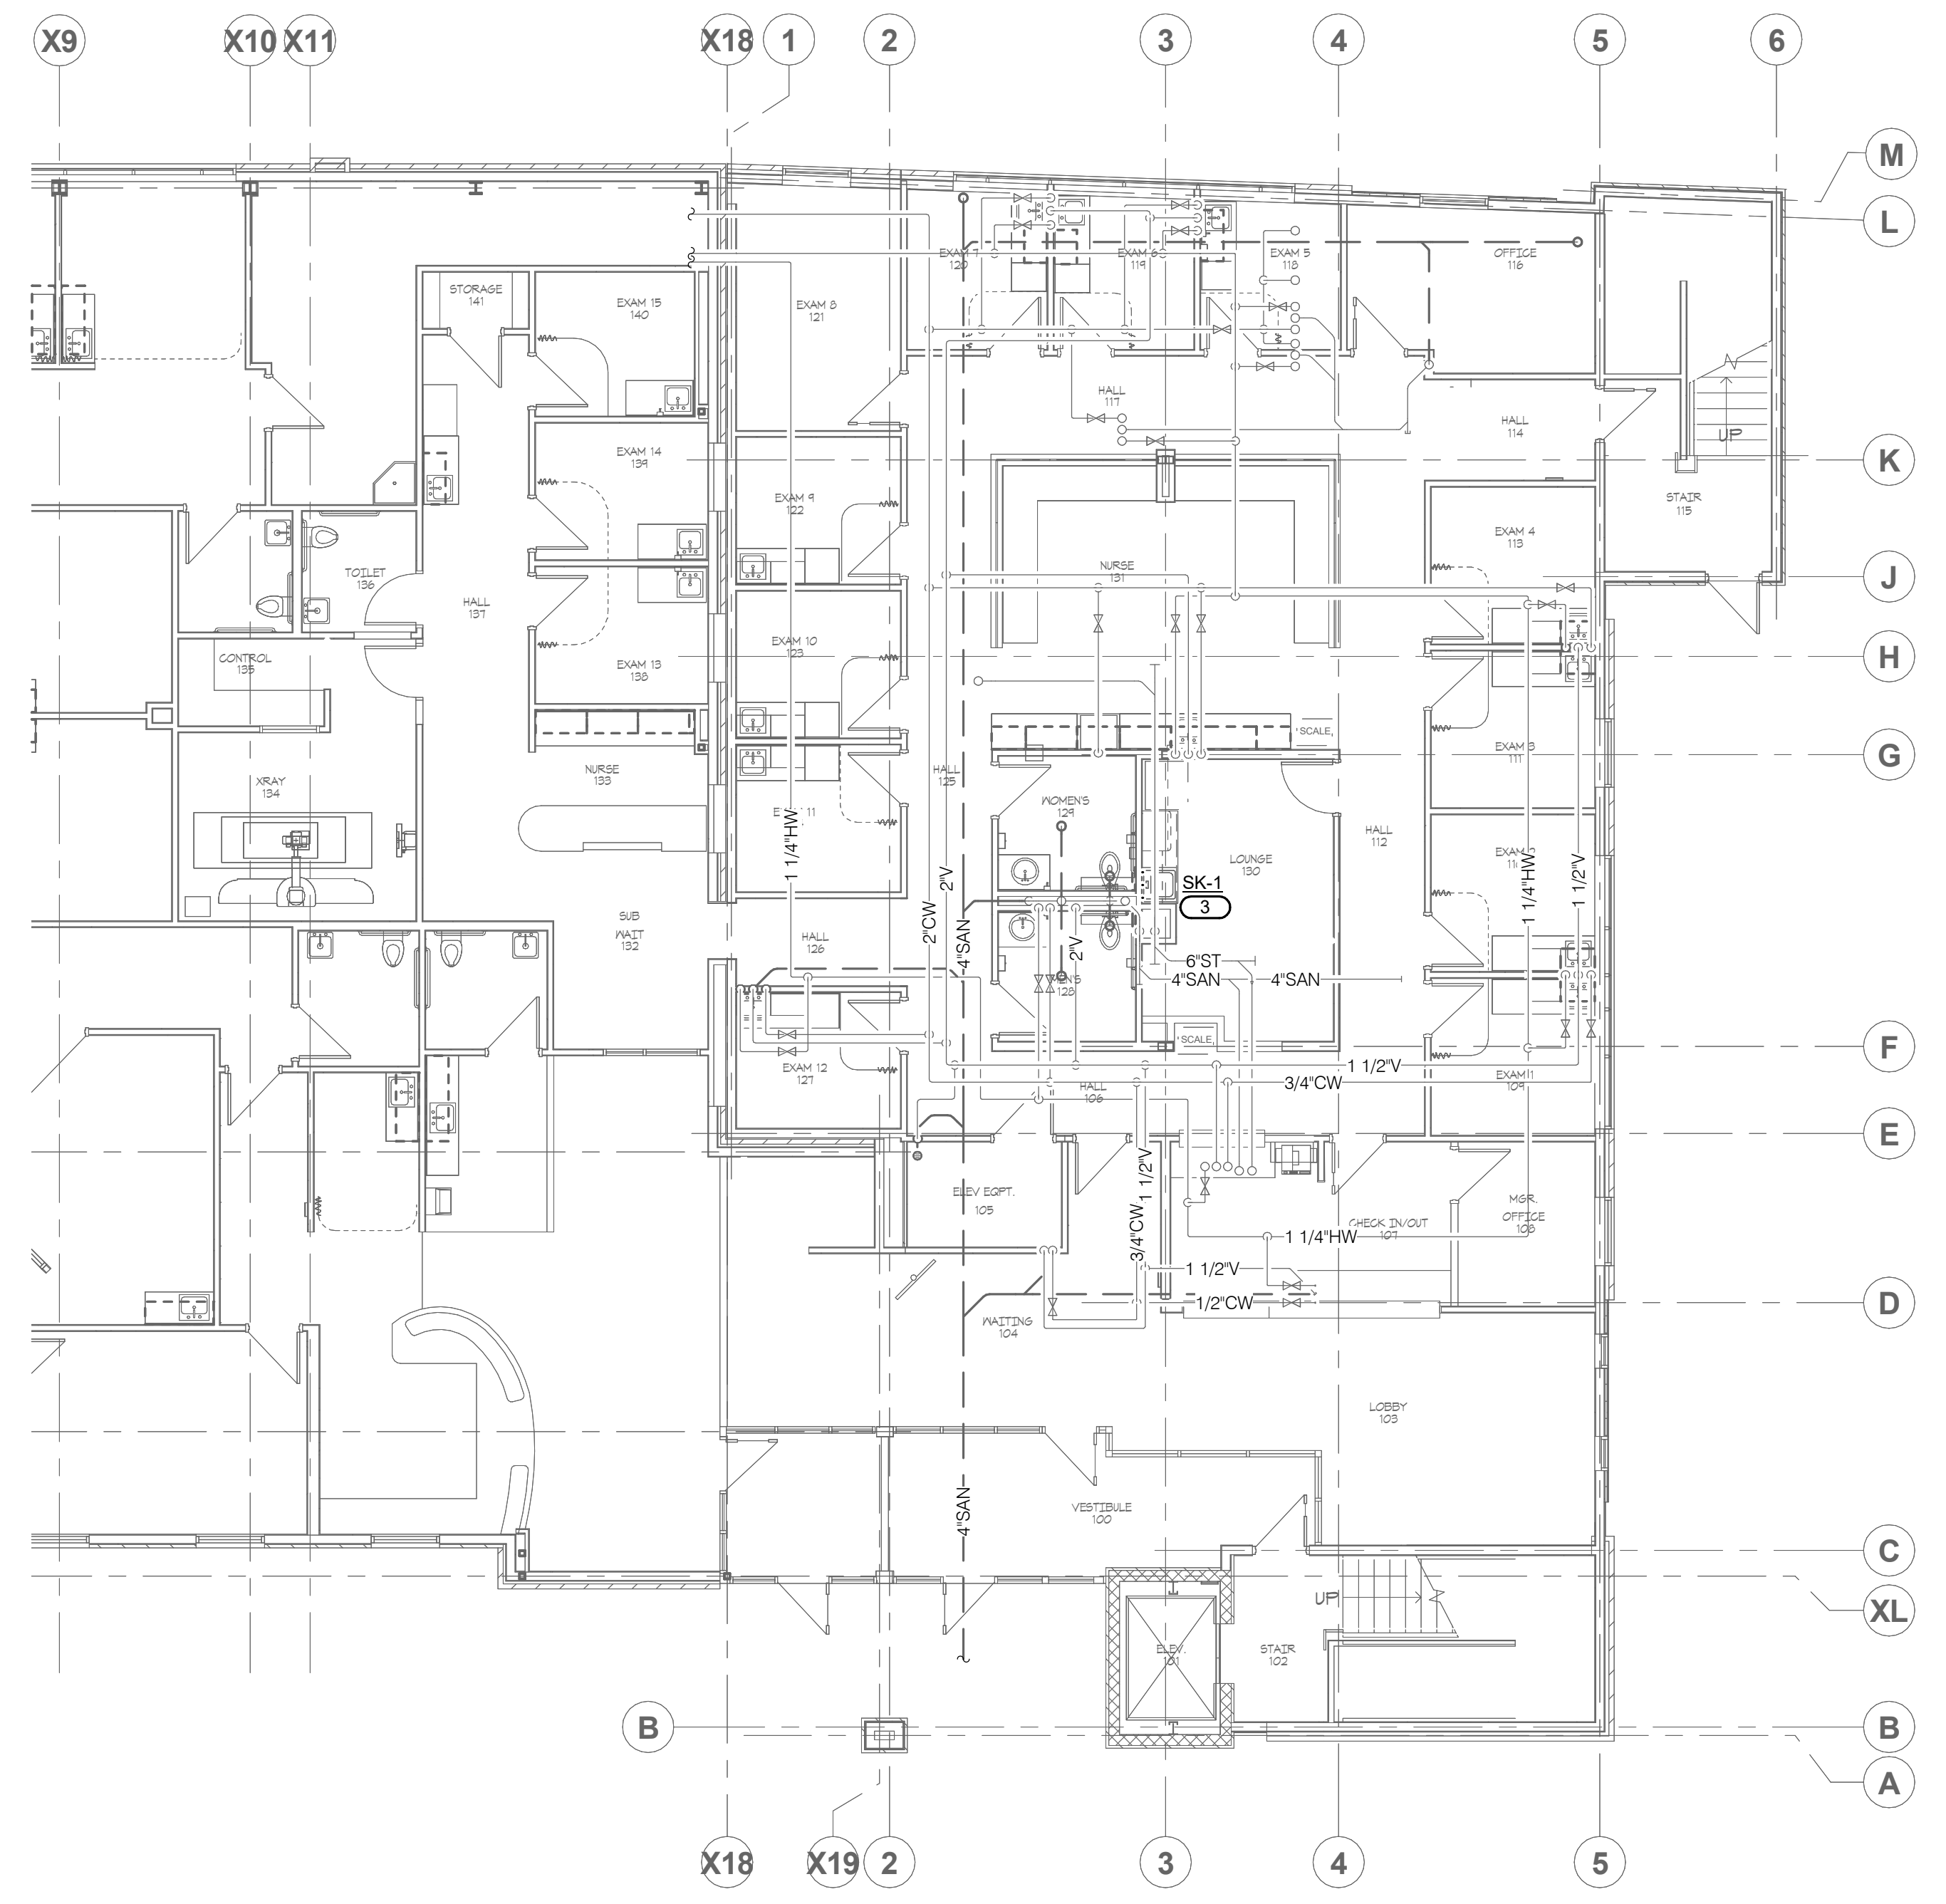 X9
X10
X11
X18
1
2
3
4
5
6
M
L
STORAGE
141
EXAM 15
140
EXAM 8
121
EXAM 7
120
EXAM 6
119
EXAM 5
118
OFFICE
116
HALL
117
HALL
114
UP
K
EXAM 14
139
EXAM 9
122
STAIR
115
EXAM 4
113
TOILET
136
NURSE
131
J
HALL
137
EXAM 10
123
H
CONTROL
135
EXAM 13
138
SCALE
G
NURSE
133
HALL
125
EXAM 3
111
XRAY
134
WOMEN'S
129
1 1/4"HW
HALL
112
LOUNGE
130
1 1/4"HW
1 1/2"V
2"V
SK-1
3
SUB
WAIT
132
HALL
126
2"CW
4"SAN
2"V
6"ST
4"SAN
4"SAN
128
SCALE
F
EXAM 12
127
1 1/2"V
3/4"CW
EXAM 1
109
HALL
106
E
1 1/2"V
ELEV EQPT.
105
MGR.
OFFICE
108
3/4"CW
CHECK IN/OUT
107
1 1/4"HW
1 1/2"V
1/2"CW
D
WAITING
104
LOBBY
103
4"SAN
VESTIBULE
100
C
UP
XL
ELEV.
101
STAIR
102
B
B
A
X18
X19
2
3
4
5